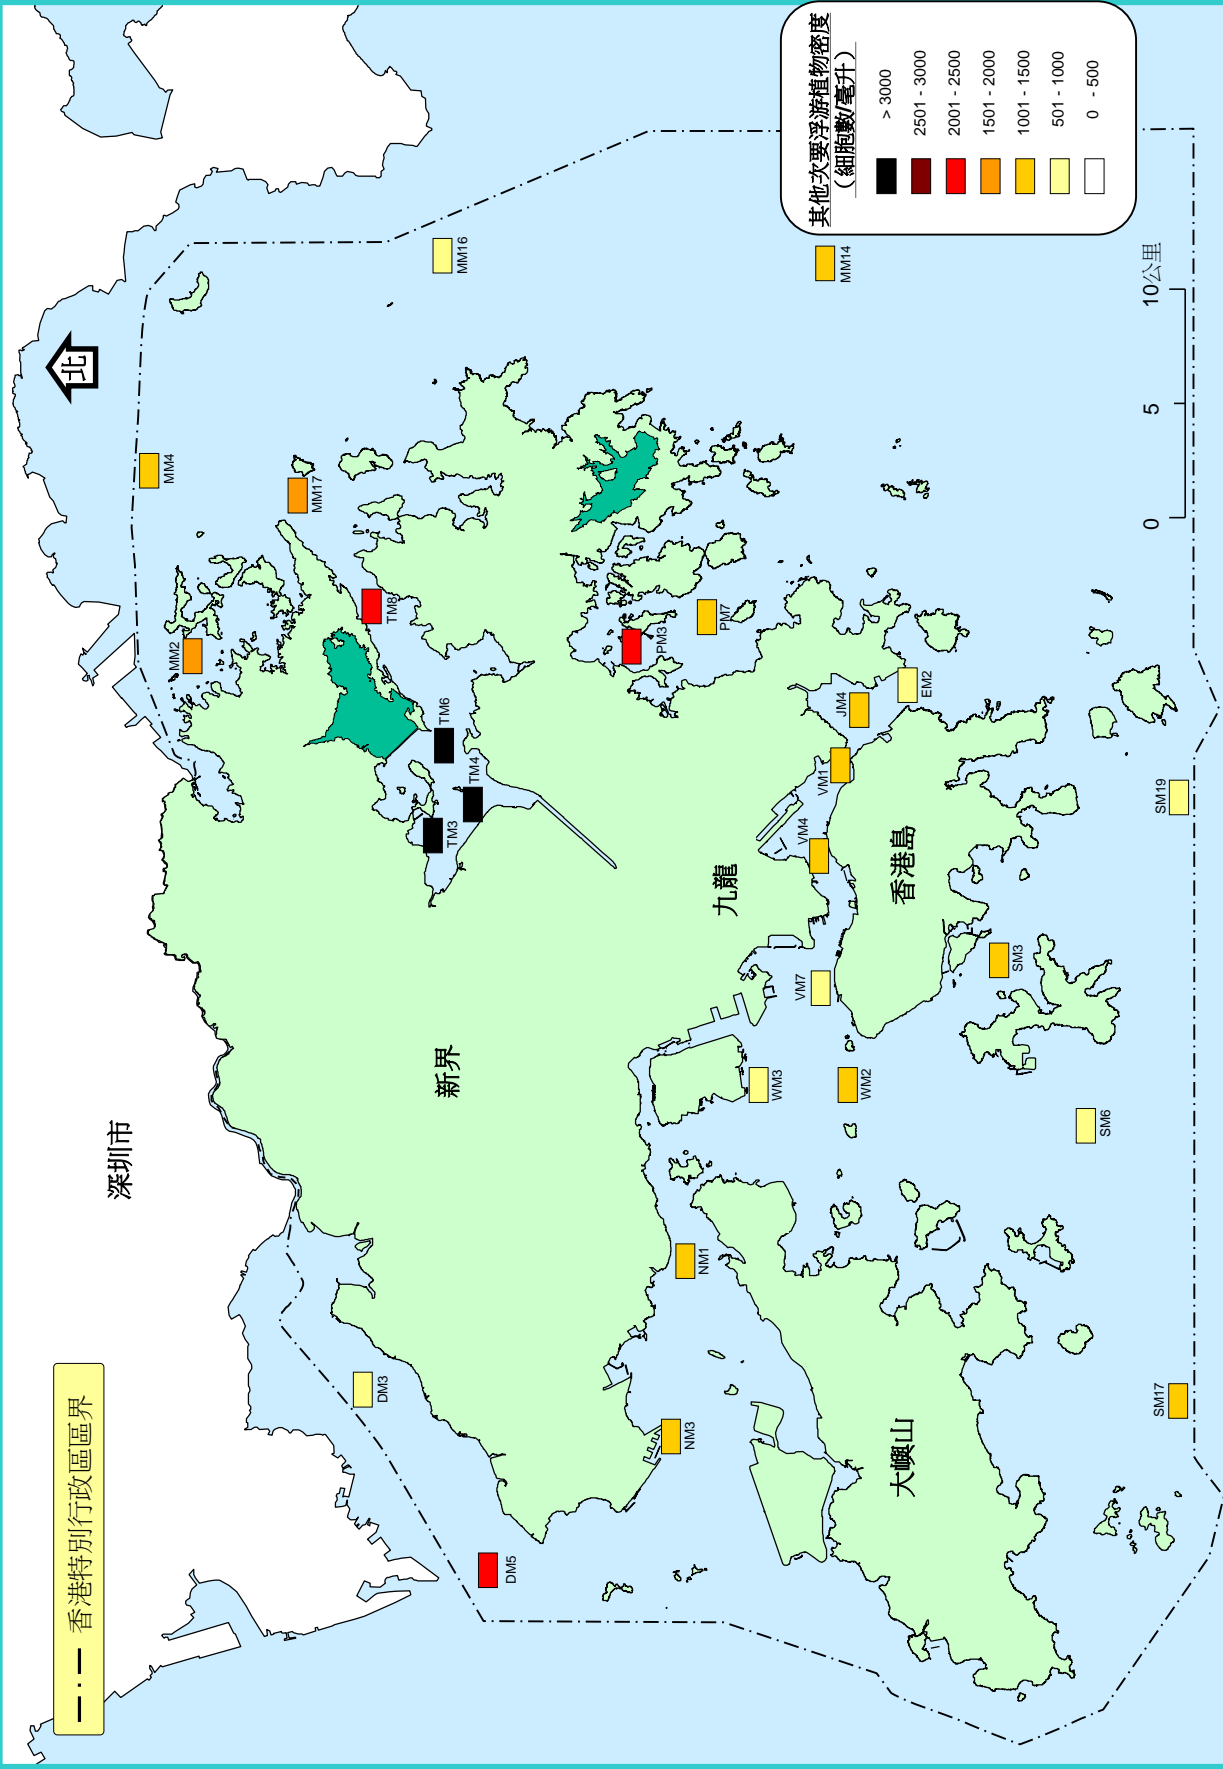 香港特別行政區區界
深圳市
北
新界
九龍
香港島
大嶼山
DM3
DM5
NM3
NM1
SM17
SM6
WM3
WM2
VM7
SM3
VM4
VM1
JM4
EM2
SM19
TM3
TM4
TM6
TM8
PM3
PM7
MM2
MM4
MM17
MM16
MM14
0
5
10公里
其他次要浮游植物密度
（細胞數/毫升）
> 3000
2501 - 3000
2001 - 2500
1501 - 2000
1001 - 1500
501 - 1000
0 - 500